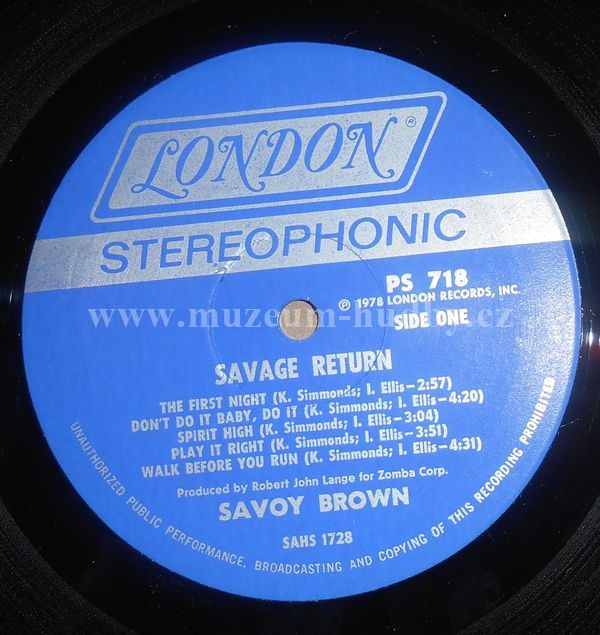 LONDON®
STEREOPHONIC
PS 718
℗ 1978 LONDON RECORDS, INC.
SIDE ONE
www.muzeum-hudby.cz
SAVAGE RETURN
THE FIRST NIGHT (K. Simmonds; I. Ellis–2:57)
DON'T DO IT BABY, DO IT (K. Simmonds; I. Ellis–4:20)
SPIRIT HIGH (K. Simmonds; I. Ellis–3:04)
PLAY IT RIGHT (K. Simmonds; I. Ellis–3:51)
WALK BEFORE YOU RUN (K. Simmonds; I. Ellis–4:31)
Produced by Robert John Lange for Zomba Corp.
SAVOY BROWN
SAHS 1728
UNAUTHORIZED PUBLIC PERFORMANCE, BROADCASTING AND COPYING OF THIS RECORDING PROHIBITED